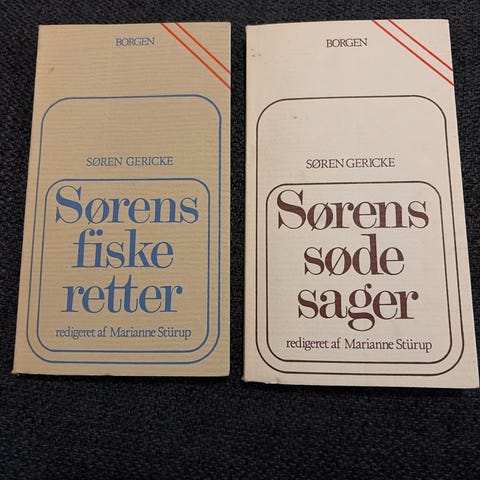 BORGEN
SØREN GERICKE
Sørens
fiske
retter
redigeret af Marianne Stürup
BORGEN
SØREN GERICKE
Sørens
søde
sager
redigeret af Marianne Stürup